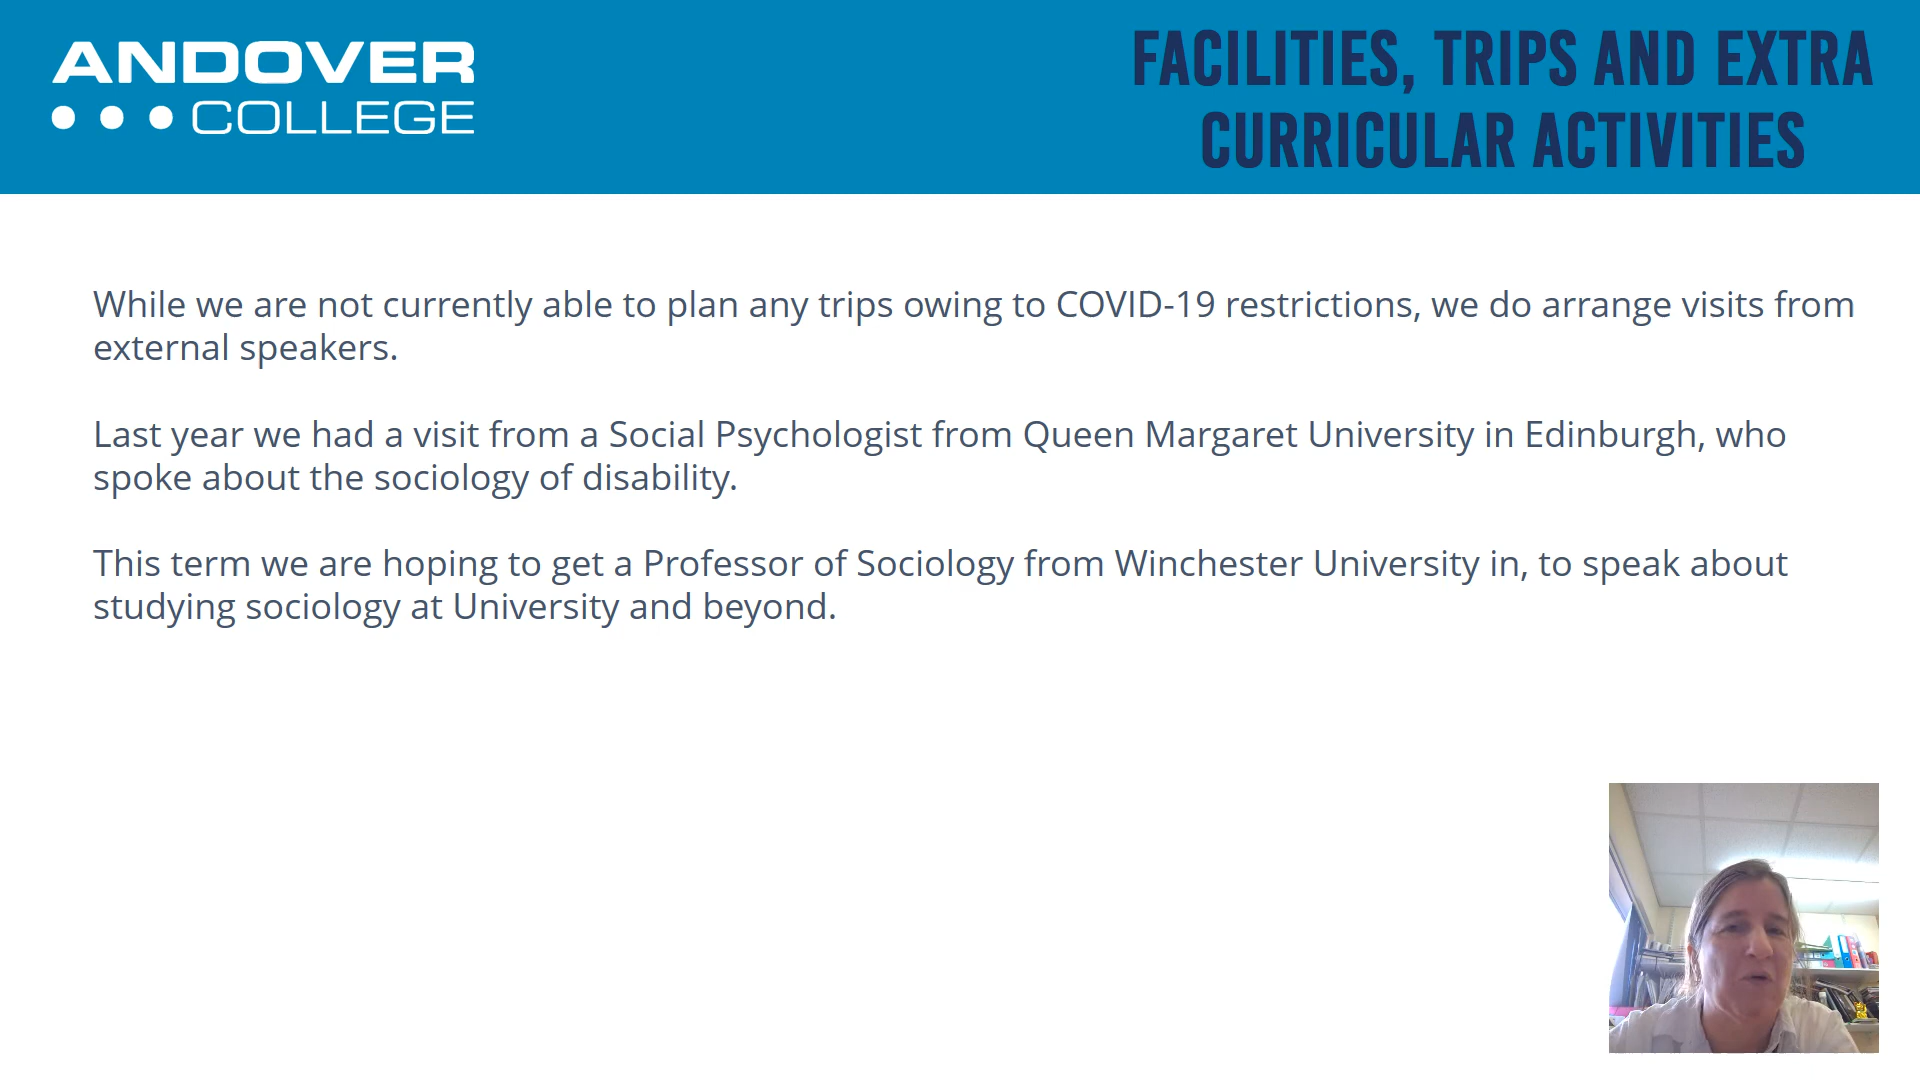 ANDOVER
COLLEGE
FACILITIES, TRIPS AND EXTRA
CURRICULAR ACTIVITIES
While we are not currently able to plan any trips owing to COVID-19 restrictions, we do arrange visits from
external speakers.
Last year we had a visit from a Social Psychologist from Queen Margaret University in Edinburgh, who
spoke about the sociology of disability.
This term we are hoping to get a Professor of Sociology from Winchester University in, to speak about
studying sociology at University and beyond.